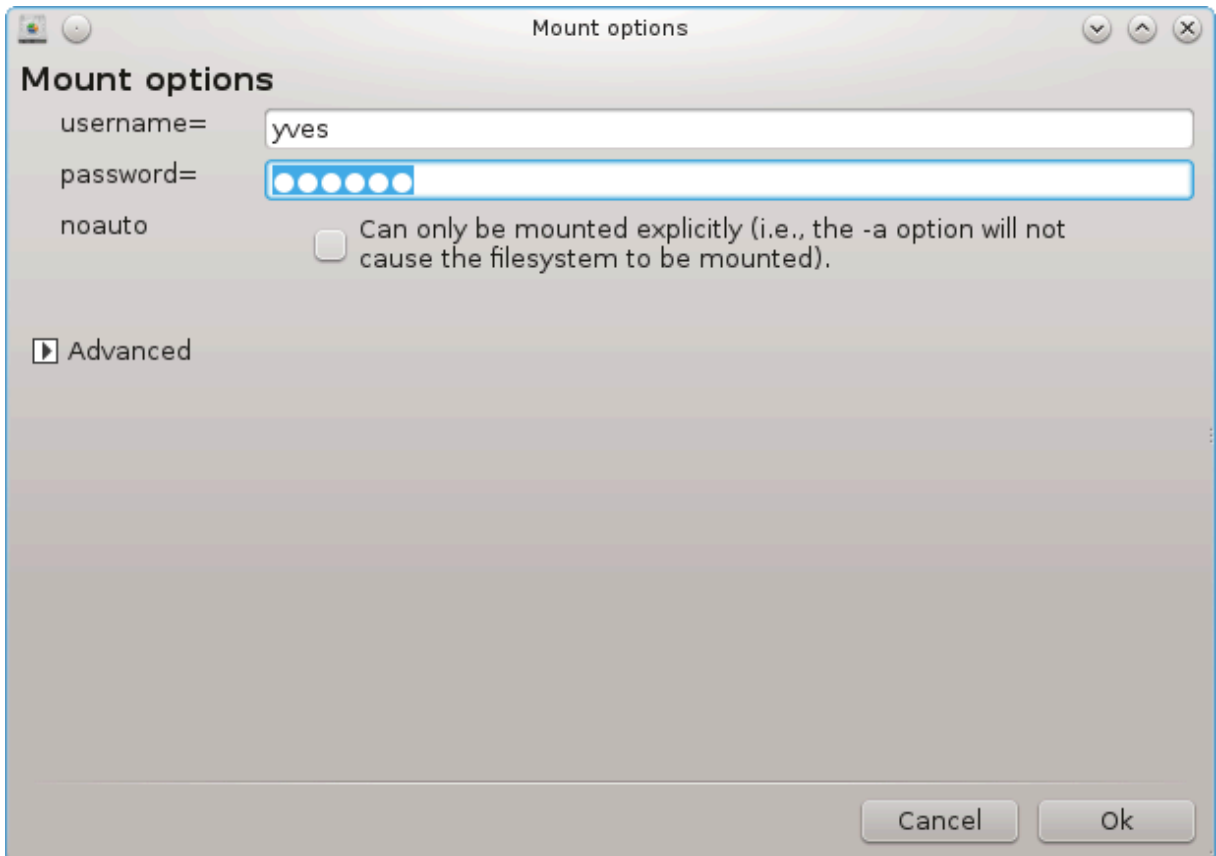 Mount options
Mount options
username=
yves
password=
●●●●●●
noauto
Can only be mounted explicitly (i.e., the -a option will not
cause the filesystem to be mounted).
Advanced
Cancel
Ok